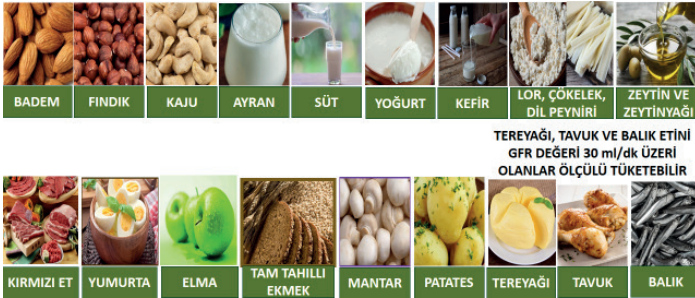 BADEM
FINDIK
KAJU
AYRAN
SÜT
YOĞURT
KEFİR
LOR, ÇÖKELEK,
DİL PEYNİRİ
ZEYTİN VE
ZEYTİNYAĞI
TEREYAĞI, TAVUK VE BALIK ETİNİ
GFR DEĞERİ 30 ml/dk ÜZERİ
OLANLAR ÖLÇÜLÜ TÜKETEBİLİR
KIRMIZI ET
YUMURTA
ELMA
TAM TAHILLI
EKMEK
MANTAR
PATATES
TEREYAĞI
TAVUK
BALIK